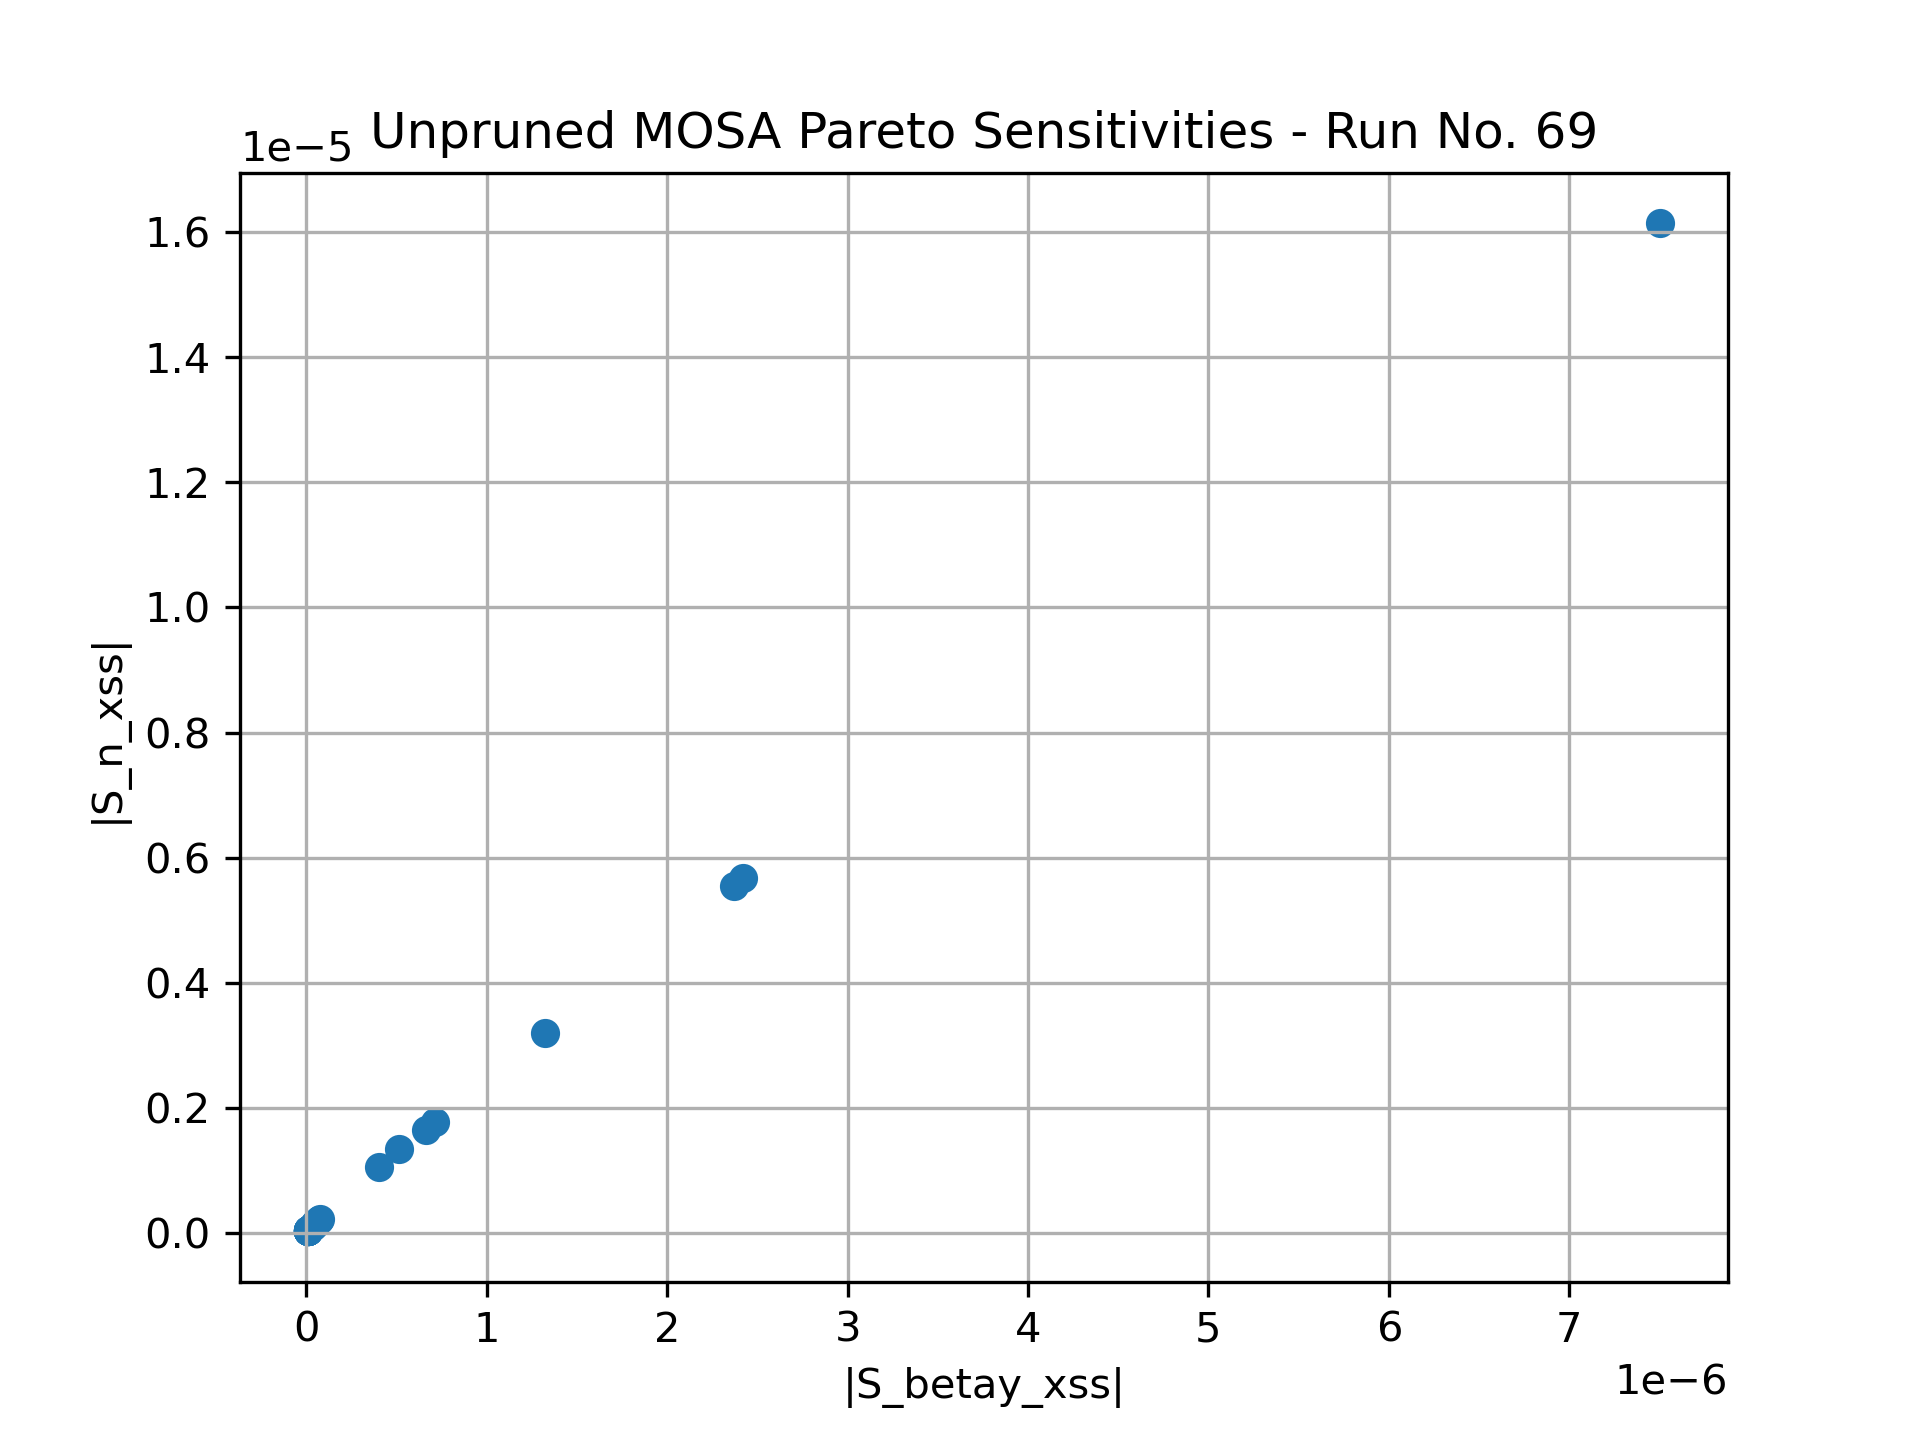 Unpruned MOSA Pareto Sensitivities - Run No. 69
1e−5
1.6
1.4
1.2
1.0
0.8
0.6
0.4
0.2
0.0
|S_n_xss|
0 1 2 3 4 5 6 7
1e−6
|S_betay_xss|